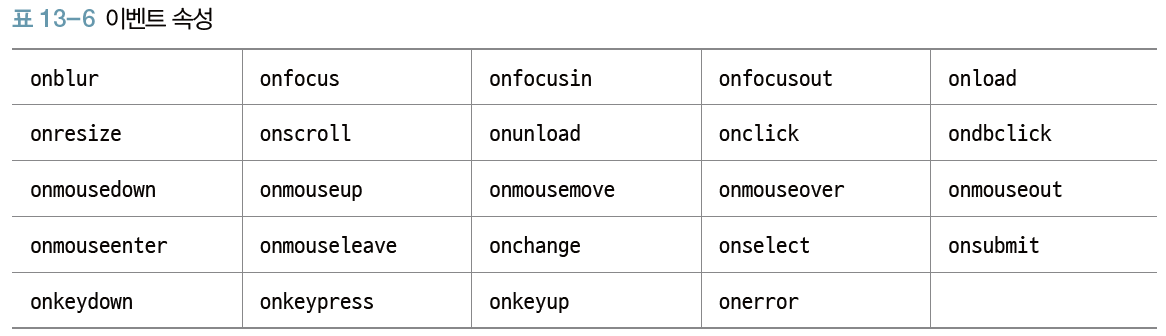 표 13-6 이벤트 속성
onblur onfocus onfocusin onfocusout onload
onresize onscroll onunload onclick ondbclick
onmousedown onmouseup onmousemove onmouseover onmouseout
onmouseenter onmouseleave onchange onselect onsubmit
onkeydown onkeypress onkeyup onerror